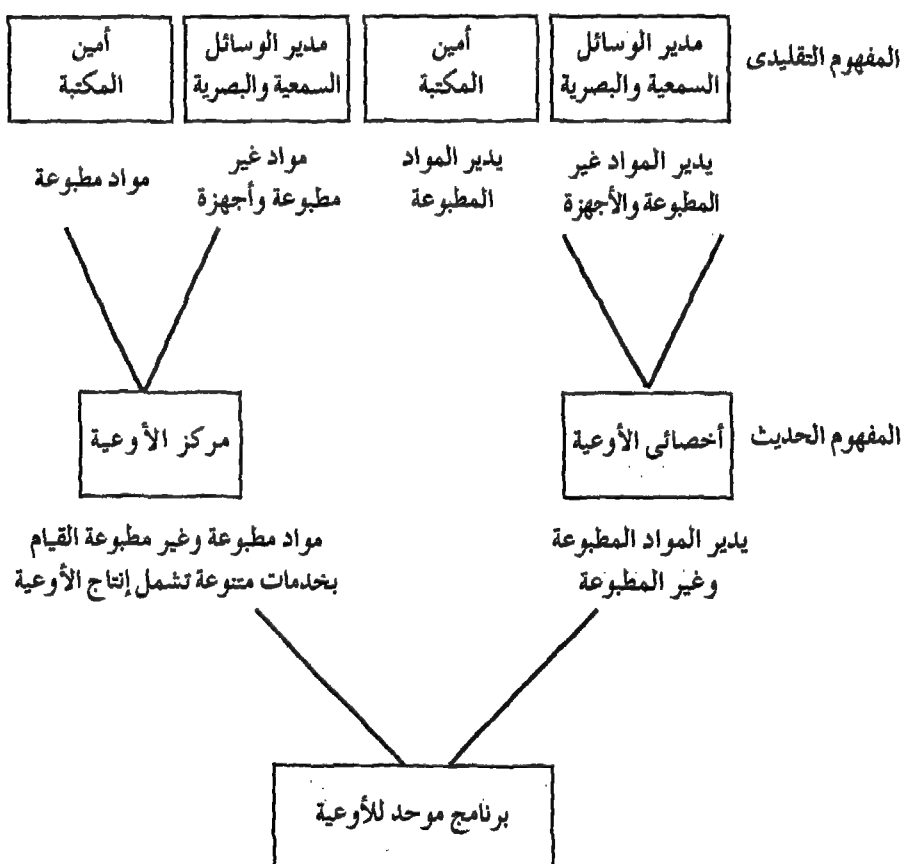 المفهوم التقليدى
مدير الوسائل
السمعية والبصرية
أمين
المكتبة
مدير الوسائل
السمعية والبصرية
أمين
المكتبة
يدير المواد غير
المطبوعة والأجهزة
يدير المواد
المطبوعة
مواد غير
مطبوعة وأجهزة
مواد مطبوعة
المفهوم الحديث
أخصائى الأوعية
مركز الأوعية
يدير المواد المطبوعة
وغير المطبوعة
مواد مطبوعة وغير مطبوعة القيام
بخدمات متنوعة تشمل إنتاج الأوعية
برنامج موحد للأوعية